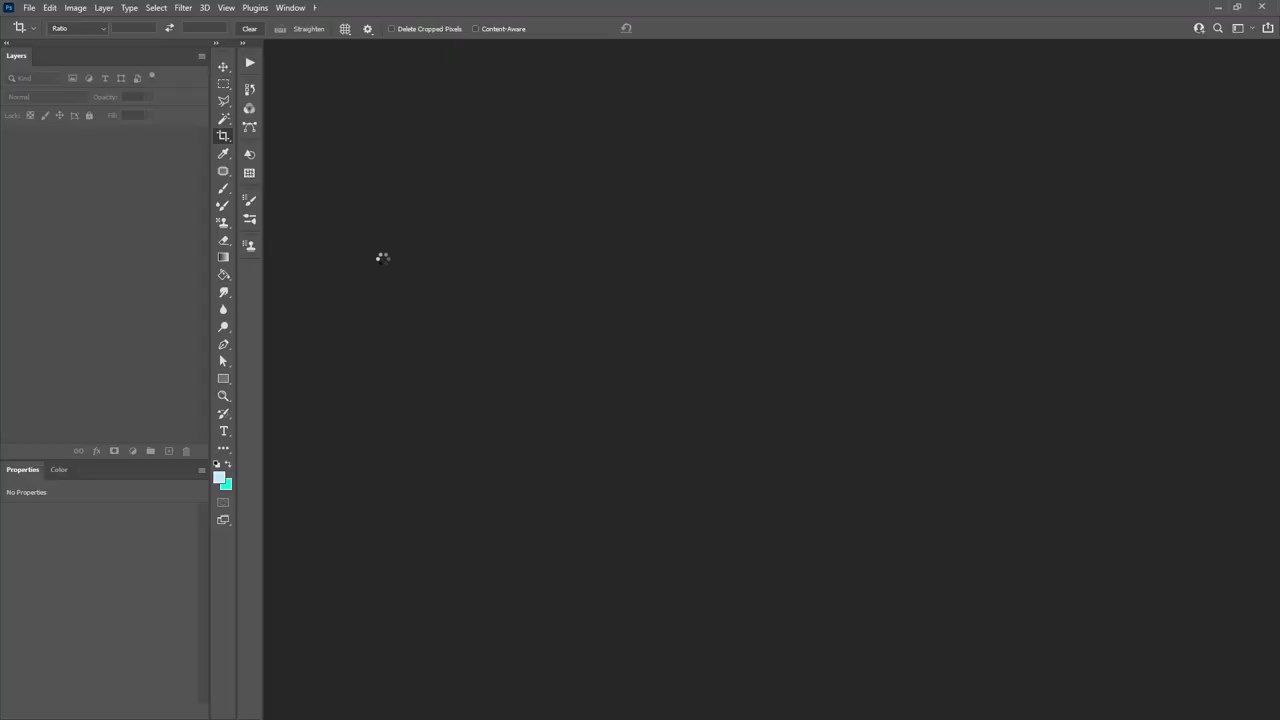 Ps File Edit Image Layer Type Select Filter 3D View Plugins Window
Ratio Clear Straighten Delete Cropped Pixels Content-Aware
Layers
Kind
Normal Opacity:
Lock: Fill:
Properties Color
No Properties